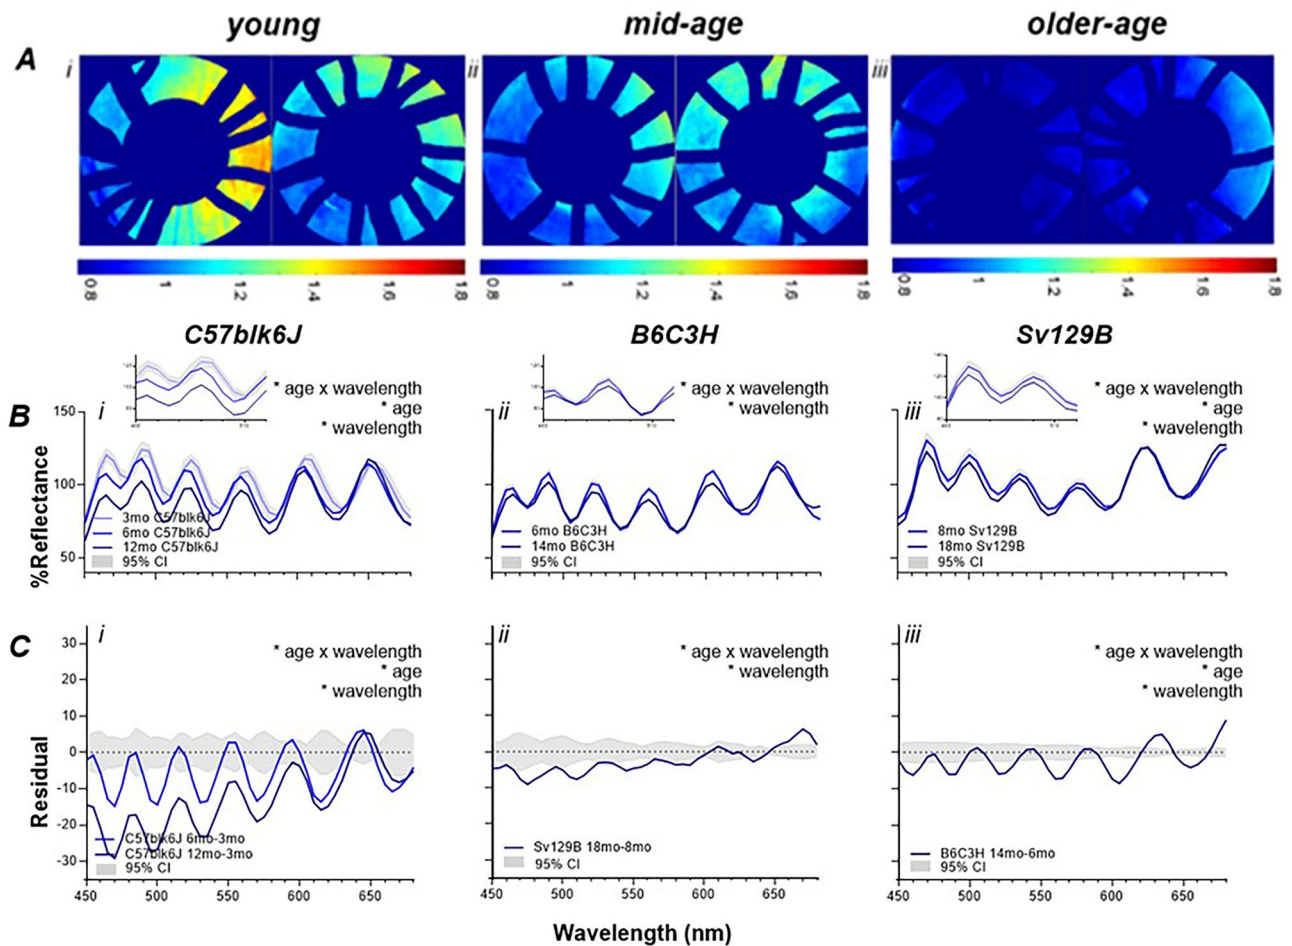 young mid-age older-age
A i ii iii
0.8 1 1.2 1.4 1.6 1.8 0.8 1 1.2 1.4 1.6 1.8 0.8 1 1.2 1.4 1.6 1.8
C57blk6J B6C3H Sv129B
B i ii iii
* age x wavelength
* age
* wavelength
* age x wavelength
* wavelength
* age x wavelength
* age
* wavelength
%Reflectance
150
100
50
3mo C57blk6J
6mo C57blk6J
12mo C57blk6J
95% CI
6mo B6C3H
14mo B6C3H
95% CI
8mo Sv129B
18mo Sv129B
95% CI
C i ii iii
* age x wavelength
* age
* wavelength
* age x wavelength
* wavelength
* age x wavelength
* age
* wavelength
Residual
30
20
10
0
-10
-20
-30
C57blk6J 6mo-3mo
C57blk6J 12mo-3mo
95% CI
Sv129B 18mo-8mo
95% CI
B6C3H 14mo-6mo
95% CI
450 500 550 600 650 450 500 550 600 650 450 500 550 600 650
Wavelength (nm)